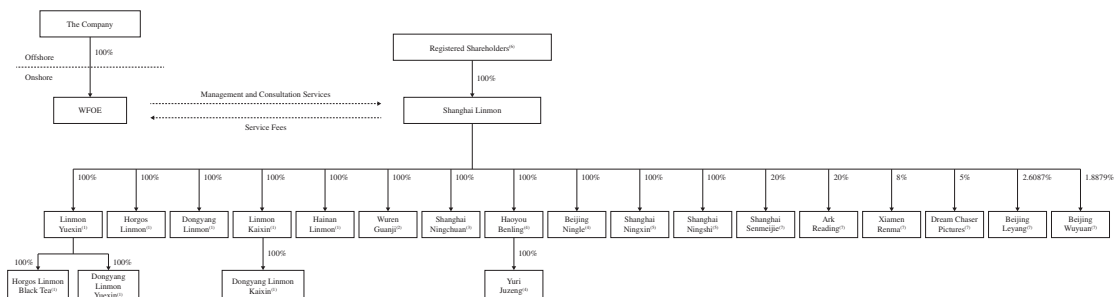 The Company
100%
Offshore
Onshore
WFOE
Registered Shareholders(8)
100%
Management and Consultation Services
Service Fees
Shanghai Linmon
100%
100%
100%
100%
100%
100%
100%
100%
100%
100%
100%
20%
20%
8%
5%
2.6087%
1.8879%
Linmon
Yuexin(1)
Horgos
Linmon(1)
Dongyang
Linmon(1)
Linmon
Kaixin(1)
Hainan
Linmon(1)
Wuren
Guanji(2)
Shanghai
Ningchuan(3)
Haoyou
Benling(4)
Beijing
Ningle(4)
Shanghai
Ningxin(5)
Shanghai
Ningshi(5)
Shanghai
Senmeijie(7)
Ark
Reading(7)
Xiamen
Renma(7)
Dream Chaser
Pictures(7)
Beijing
Leyang(7)
Beijing
Wuyuan(7)
100%
100%
100%
100%
Horgos Linmon
Black Tea(1)
Dongyang
Linmon
Yuexin(1)
Dongyang Linmon
Kaixin(1)
Yuri
Juzeng(4)